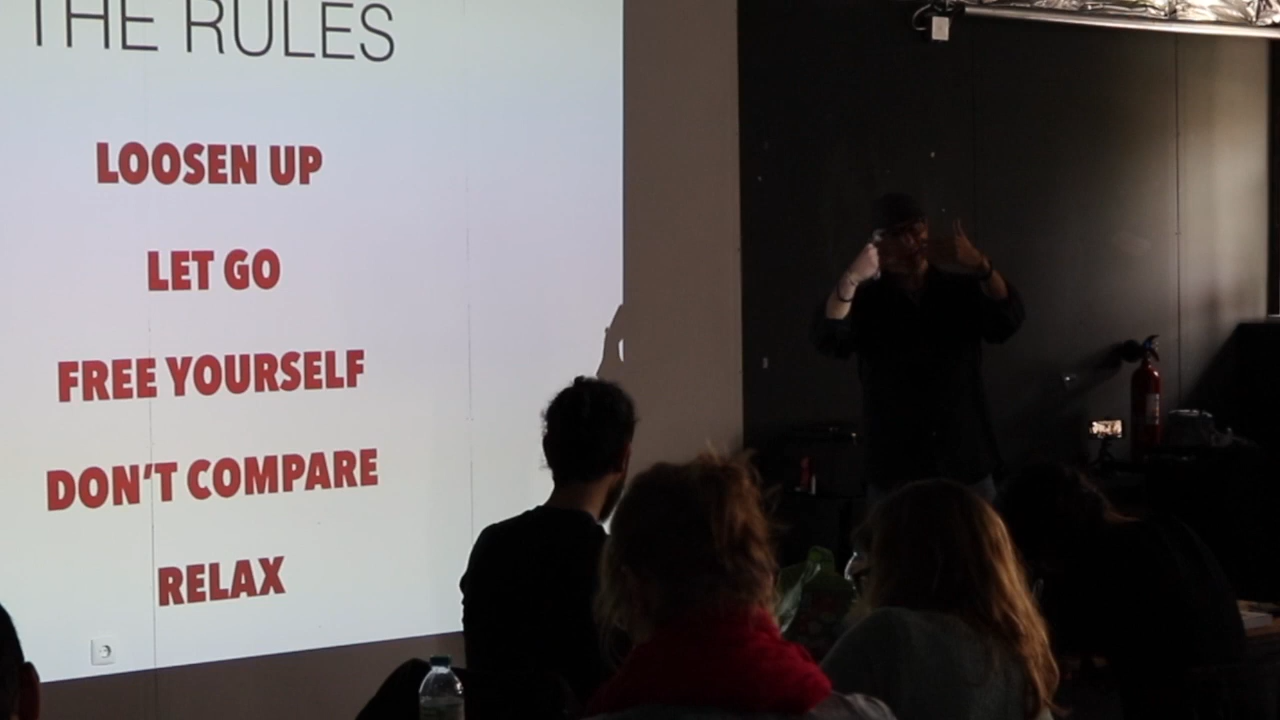 THE RULES
LOOSEN UP
LET GO
FREE YOURSELF
DON'T COMPARE
RELAX